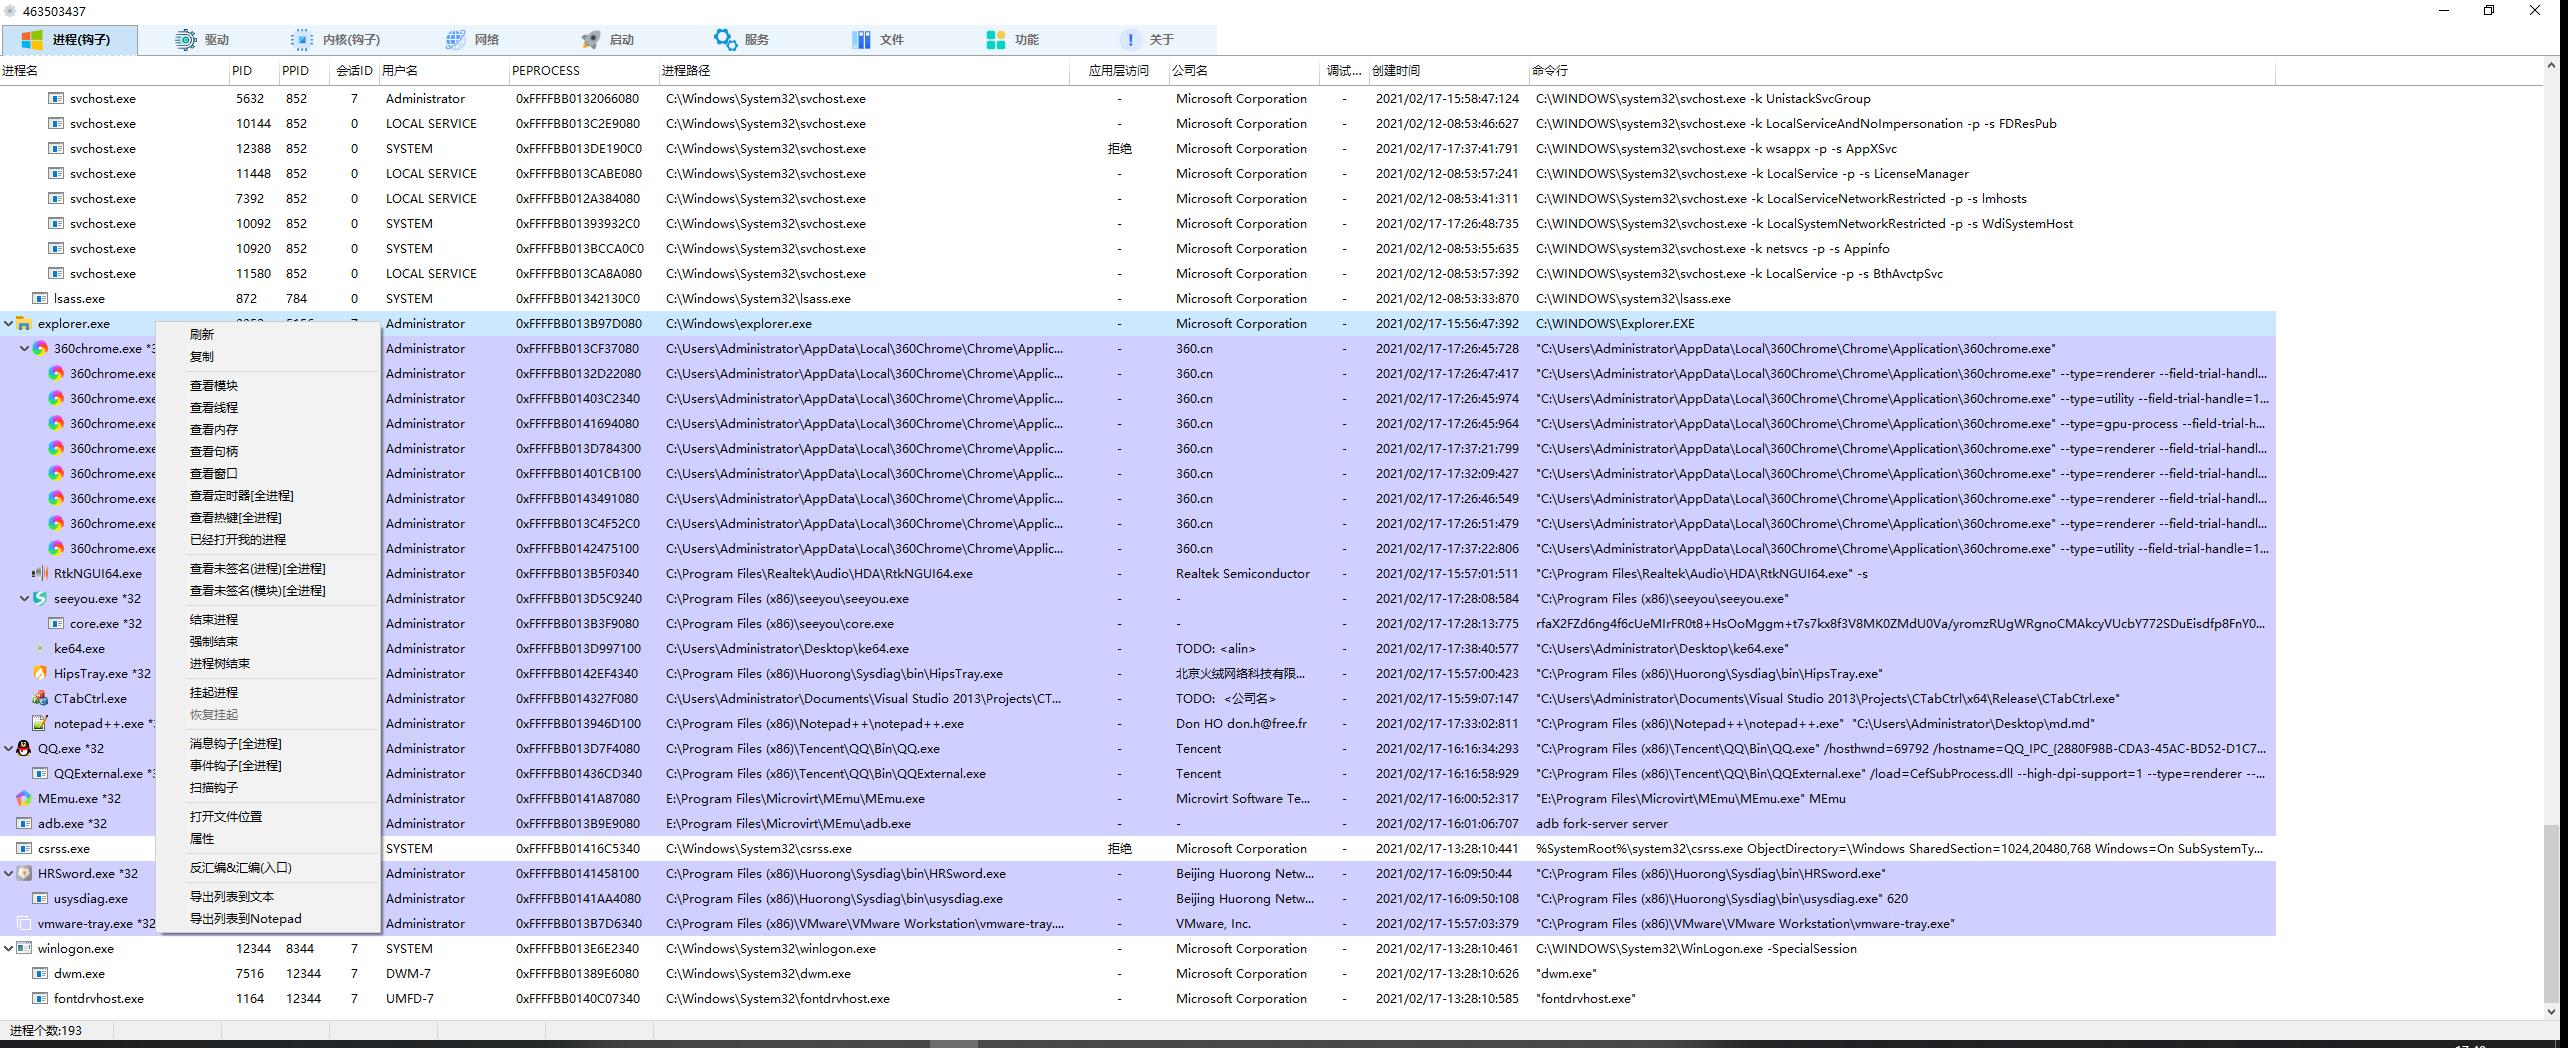 463503437
进程(钩子) 驱动 内核(钩子) 网络 启动 服务 文件 功能 关于
进程名 PID PPID 会话ID 用户名 PEPROCESS 进程路径 应用层访问 公司名 调试... 创建时间 命令行
svchost.exe 5632 852 7 Administrator 0xFFFFBB0132066080 C:\Windows\System32\svchost.exe - Microsoft Corporation - 2021/02/17-15:58:47:124 C:\WINDOWS\system32\svchost.exe -k UnistackSvcGroup
svchost.exe 10144 852 0 LOCAL SERVICE 0xFFFFBB013C2E9080 C:\Windows\System32\svchost.exe - Microsoft Corporation - 2021/02/12-08:53:46:627 C:\WINDOWS\system32\svchost.exe -k LocalServiceAndNoImpersonation -p -s FDResPub
svchost.exe 12388 852 0 SYSTEM 0xFFFFBB013DE190C0 C:\Windows\System32\svchost.exe 拒绝 Microsoft Corporation - 2021/02/17-17:37:41:791 C:\WINDOWS\system32\svchost.exe -k wsappx -p -s AppXSvc
svchost.exe 11448 852 0 LOCAL SERVICE 0xFFFFBB013CABE080 C:\Windows\System32\svchost.exe - Microsoft Corporation - 2021/02/12-08:53:57:241 C:\WINDOWS\system32\svchost.exe -k LocalService -p -s LicenseManager
svchost.exe 7392 852 0 LOCAL SERVICE 0xFFFFBB012A384080 C:\Windows\System32\svchost.exe - Microsoft Corporation - 2021/02/12-08:53:41:311 C:\WINDOWS\System32\svchost.exe -k LocalServiceNetworkRestricted -p -s lmhosts
svchost.exe 10092 852 0 SYSTEM 0xFFFFBB01393932C0 C:\Windows\System32\svchost.exe - Microsoft Corporation - 2021/02/17-17:26:48:735 C:\WINDOWS\System32\svchost.exe -k LocalSystemNetworkRestricted -p -s WdiSystemHost
svchost.exe 10920 852 0 SYSTEM 0xFFFFBB013BCCA0C0 C:\Windows\System32\svchost.exe - Microsoft Corporation - 2021/02/12-08:53:55:635 C:\WINDOWS\system32\svchost.exe -k netsvcs -p -s Appinfo
svchost.exe 11580 852 0 LOCAL SERVICE 0xFFFFBB013CA8A080 C:\Windows\System32\svchost.exe - Microsoft Corporation - 2021/02/12-08:53:57:392 C:\WINDOWS\system32\svchost.exe -k LocalService -p -s BthAvctpSvc
lsass.exe 872 784 0 SYSTEM 0xFFFFBB01342130C0 C:\Windows\System32\lsass.exe - Microsoft Corporation - 2021/02/12-08:53:33:870 C:\WINDOWS\system32\lsass.exe
explorer.exe Administrator 0xFFFFBB013B97D080 C:\Windows\explorer.exe - Microsoft Corporation - 2021/02/17-15:56:47:392 C:\WINDOWS\Explorer.EXE
360chrome.exe Administrator 0xFFFFBB013CF37080 C:\Users\Administrator\AppData\Local\360Chrome\Chrome\Applic... - 360.cn - 2021/02/17-17:26:45:728 "C:\Users\Administrator\AppData\Local\360Chrome\Chrome\Application\360chrome.exe"
360chrome.exe Administrator 0xFFFFBB0132D22080 C:\Users\Administrator\AppData\Local\360Chrome\Chrome\Applic... - 360.cn - 2021/02/17-17:26:47:417 "C:\Users\Administrator\AppData\Local\360Chrome\Chrome\Application\360chrome.exe" --type=renderer --field-trial-handl...
360chrome.exe Administrator 0xFFFFBB01403C2340 C:\Users\Administrator\AppData\Local\360Chrome\Chrome\Applic... - 360.cn - 2021/02/17-17:26:45:974 "C:\Users\Administrator\AppData\Local\360Chrome\Chrome\Application\360chrome.exe" --type=utility --field-trial-handle=1...
360chrome.exe Administrator 0xFFFFBB0141694080 C:\Users\Administrator\AppData\Local\360Chrome\Chrome\Applic... - 360.cn - 2021/02/17-17:26:45:964 "C:\Users\Administrator\AppData\Local\360Chrome\Chrome\Application\360chrome.exe" --type=gpu-process --field-trial-h...
360chrome.exe Administrator 0xFFFFBB013D784300 C:\Users\Administrator\AppData\Local\360Chrome\Chrome\Applic... - 360.cn - 2021/02/17-17:37:21:799 "C:\Users\Administrator\AppData\Local\360Chrome\Chrome\Application\360chrome.exe" --type=renderer --field-trial-handl...
360chrome.exe Administrator 0xFFFFBB01401CB100 C:\Users\Administrator\AppData\Local\360Chrome\Chrome\Applic... - 360.cn - 2021/02/17-17:32:09:427 "C:\Users\Administrator\AppData\Local\360Chrome\Chrome\Application\360chrome.exe" --type=renderer --field-trial-handl...
360chrome.exe Administrator 0xFFFFBB0143491080 C:\Users\Administrator\AppData\Local\360Chrome\Chrome\Applic... - 360.cn - 2021/02/17-17:26:46:549 "C:\Users\Administrator\AppData\Local\360Chrome\Chrome\Application\360chrome.exe" --type=renderer --field-trial-handl...
360chrome.exe Administrator 0xFFFFBB013C4F52C0 C:\Users\Administrator\AppData\Local\360Chrome\Chrome\Applic... - 360.cn - 2021/02/17-17:26:51:479 "C:\Users\Administrator\AppData\Local\360Chrome\Chrome\Application\360chrome.exe" --type=renderer --field-trial-handl...
360chrome.exe Administrator 0xFFFFBB0142475100 C:\Users\Administrator\AppData\Local\360Chrome\Chrome\Applic... - 360.cn - 2021/02/17-17:37:22:806 "C:\Users\Administrator\AppData\Local\360Chrome\Chrome\Application\360chrome.exe" --type=utility --field-trial-handle=1...
RtkNGUI64.exe Administrator 0xFFFFBB013B5F0340 C:\Program Files\Realtek\Audio\HDA\RtkNGUI64.exe - Realtek Semiconductor - 2021/02/17-15:57:01:511 "C:\Program Files\Realtek\Audio\HDA\RtkNGUI64.exe" -s
seeyou.exe *32 Administrator 0xFFFFBB013D5C9240 C:\Program Files (x86)\seeyou\seeyou.exe - - - 2021/02/17-17:28:08:584 "C:\Program Files (x86)\seeyou\seeyou.exe"
core.exe *32 Administrator 0xFFFFBB013B3F9080 C:\Program Files (x86)\seeyou\core.exe - - - 2021/02/17-17:28:13:775 rfaX2FZd6ng4f6cUeMIrFR0t8+HsOoMggm+t7s7kx8f3V8MK0ZMdU0Va/yromzRUgWRgnoCMAkcyVUcbY772SDuEisdfp8FnY0...
ke64.exe Administrator 0xFFFFBB013D997100 C:\Users\Administrator\Desktop\ke64.exe - TODO: <alin> - 2021/02/17-17:38:40:577 "C:\Users\Administrator\Desktop\ke64.exe"
HipsTray.exe *32 Administrator 0xFFFFBB0142EF4340 C:\Program Files (x86)\Huorong\Sysdiag\bin\HipsTray.exe - 北京火绒网络科技有限... - 2021/02/17-15:57:00:423 "C:\Program Files (x86)\Huorong\Sysdiag\bin\HipsTray.exe"
CTabCtrl.exe Administrator 0xFFFFBB014327F080 C:\Users\Administrator\Documents\Visual Studio 2013\Projects\CT... - TODO: <公司名> - 2021/02/17-15:59:07:147 "C:\Users\Administrator\Documents\Visual Studio 2013\Projects\CTabCtrl\x64\Release\CTabCtrl.exe"
notepad++.exe Administrator 0xFFFFBB013946D100 C:\Program Files (x86)\Notepad++\notepad++.exe - Don HO don.h@free.fr - 2021/02/17-17:33:02:811 "C:\Program Files (x86)\Notepad++\notepad++.exe" "C:\Users\Administrator\Desktop\md.md"
QQ.exe *32 Administrator 0xFFFFBB013D7F4080 C:\Program Files (x86)\Tencent\QQ\Bin\QQ.exe - Tencent - 2021/02/17-16:16:34:293 "C:\Program Files (x86)\Tencent\QQ\Bin\QQ.exe" /hosthwnd=69792 /hostname=QQ_IPC_{2880F98B-CDA3-45AC-BD52-D1C7...
QQExternal.exe Administrator 0xFFFFBB01436CD340 C:\Program Files (x86)\Tencent\QQ\Bin\QQExternal.exe - Tencent - 2021/02/17-16:16:58:929 "C:\Program Files (x86)\Tencent\QQ\Bin\QQExternal.exe" /load=CefSubProcess.dll --high-dpi-support=1 --type=renderer --...
MEmu.exe *32 Administrator 0xFFFFBB0141A87080 E:\Program Files\Microvirt\MEmu\MEmu.exe - Microvirt Software Te... - 2021/02/17-16:00:52:317 "E:\Program Files\Microvirt\MEmu\MEmu.exe" MEmu
adb.exe *32 Administrator 0xFFFFBB013B9E9080 E:\Program Files\Microvirt\MEmu\adb.exe - - - 2021/02/17-16:01:06:707 adb fork-server server
csrss.exe SYSTEM 0xFFFFBB01416C5340 C:\Windows\System32\csrss.exe 拒绝 Microsoft Corporation - 2021/02/17-13:28:10:441 %SystemRoot%\system32\csrss.exe ObjectDirectory=\Windows SharedSection=1024,20480,768 Windows=On SubSystemTy...
HRSword.exe *32 Administrator 0xFFFFBB0141458100 C:\Program Files (x86)\Huorong\Sysdiag\bin\HRSword.exe - Beijing Huorong Netw... - 2021/02/17-16:09:50:44 "C:\Program Files (x86)\Huorong\Sysdiag\bin\HRSword.exe"
usysdiag.exe Administrator 0xFFFFBB0141AA4080 C:\Program Files (x86)\Huorong\Sysdiag\bin\usysdiag.exe - Beijing Huorong Netw... - 2021/02/17-16:09:50:108 "C:\Program Files (x86)\Huorong\Sysdiag\bin\usysdiag.exe" 620
vmware-tray.exe *32 Administrator 0xFFFFBB013B7D6340 C:\Program Files (x86)\VMware\VMware Workstation\vmware-tray.... - VMware, Inc. - 2021/02/17-15:57:03:379 "C:\Program Files (x86)\VMware\VMware Workstation\vmware-tray.exe"
winlogon.exe 12344 8344 7 SYSTEM 0xFFFFBB013E6E2340 C:\Windows\System32\winlogon.exe - Microsoft Corporation - 2021/02/17-13:28:10:461 C:\WINDOWS\System32\WinLogon.exe -SpecialSession
dwm.exe 7516 12344 7 DWM-7 0xFFFFBB01389E6080 C:\Windows\System32\dwm.exe - Microsoft Corporation - 2021/02/17-13:28:10:626 "dwm.exe"
fontdrvhost.exe 1164 12344 7 UMFD-7 0xFFFFBB0140C07340 C:\Windows\System32\fontdrvhost.exe - Microsoft Corporation - 2021/02/17-13:28:10:585 "fontdrvhost.exe"
刷新
复制
查看模块
查看线程
查看内存
查看句柄
查看窗口
查看定时器[全进程]
查看热键[全进程]
已经打开我的进程
查看未签名(进程)[全进程]
查看未签名(模块)[全进程]
结束进程
强制结束
进程树结束
挂起进程
恢复挂起
消息钩子[全进程]
事件钩子[全进程]
扫描钩子
打开文件位置
属性
反汇编&汇编(入口)
导出列表到文本
导出列表到Notepad
进程个数:193